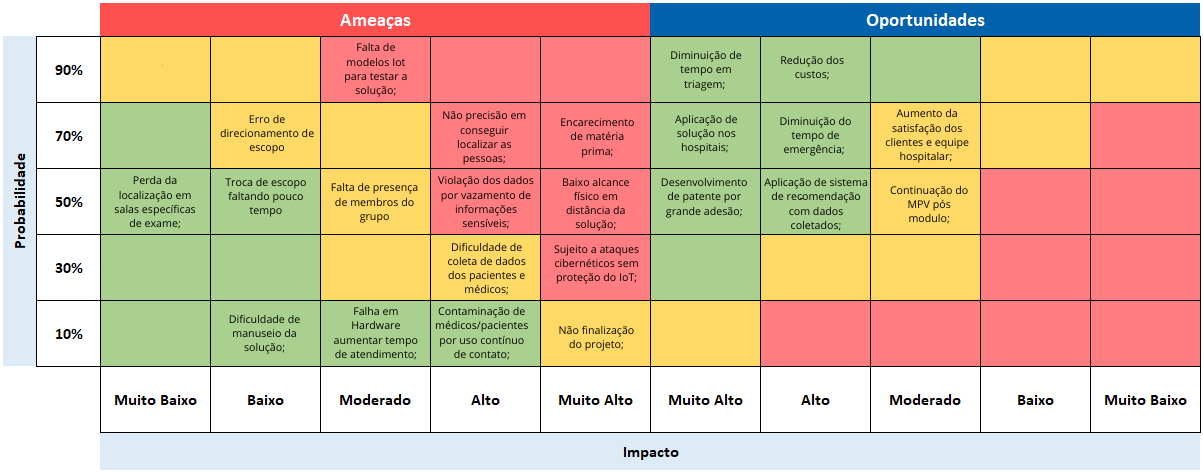 Ameaças
Oportunidades
Probabilidade
90%
Falta de
modelos Iot
para testar a
solução;
Diminuição de
tempo em
triagem;
Redução dos
custos;
70%
Erro de
direcionamento de
escopo
Não precisão em
conseguir
localizar as
pessoas;
Encarecimento
de matéria
prima;
Aplicação de
solução nos
hospitais;
Diminuição do
tempo de
emergência;
Aumento da
satisfação dos
clientes e equipe
hospitalar;
50%
Perda da
localização em
salas específicas
de exame;
Troca de escopo
faltando pouco
tempo
Falta de presença
de membros do
grupo
Violação dos dados
por vazamento de
informações
sensíveis;
Baixo alcance
físico em
distância da
solução;
Desenvolvimento
de patente por
grande adesão;
Aplicação de sistema
de recomendação
com dados
coletados;
Continuação do
MPV pós
modulo;
30%
Dificuldade de
coleta de dados
dos pacientes e
médicos;
Sujeito a ataques
cibernéticos sem
proteção do IoT;
10%
Dificuldade de
manuseio da
solução;
Falha em
Hardware
aumentar tempo
de atendimento;
Contaminação de
médicos/pacientes
por uso contínuo
de contato;
Não finalização
do projeto;
Muito Baixo
Baixo
Moderado
Alto
Muito Alto
Muito Alto
Alto
Moderado
Baixo
Muito Baixo
Impacto